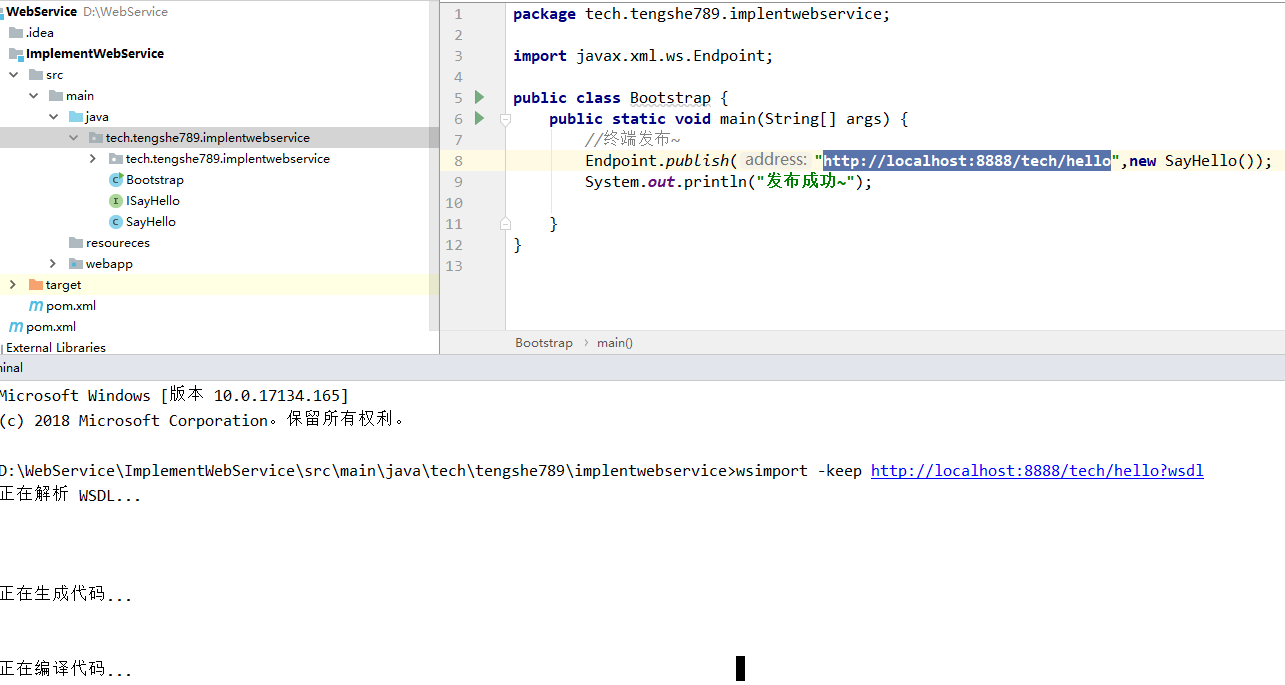 WebService D:\WebService
.idea
ImplementWebService
src
main
java
tech.tengshe789.implentwebservice
tech.tengshe789.implentwebservice
Bootstrap
ISayHello
SayHello
resoureces
webapp
target
pom.xml
pom.xml
External Libraries
1 package tech.tengshe789.implentwebservice;
2
3 import javax.xml.ws.Endpoint;
4
5 public class Bootstrap {
6 public static void main(String[] args) {
7 //终端发布~
8 Endpoint.publish( address: "http://localhost:8888/tech/hello",new SayHello());
9 System.out.println("发布成功~");
10
11 }
12 }
13
Bootstrap › main()
inal
Microsoft Windows [版本 10.0.17134.165]
(c) 2018 Microsoft Corporation。保留所有权利。
D:\WebService\ImplementWebService\src\main\java\tech\tengshe789\implentwebservice>wsimport -keep http://localhost:8888/tech/hello?wsdl
正在解析 WSDL...
正在生成代码...
正在编译代码...